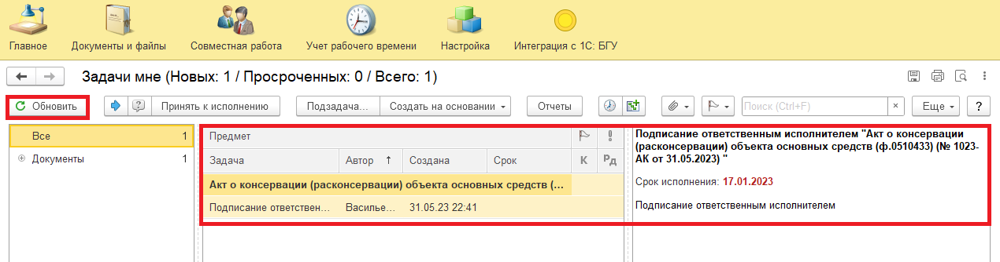 Главное Документы и файлы Совместная работа Учет рабочего времени Настройка Интеграция с 1С: БГУ
Задачи мне (Новых: 1 / Просроченных: 0 / Всего: 1)
Обновить Принять к исполнению Подзадача... Создать на основании Отчеты Поиск (Ctrl+F) × Еще ?
Все 1
Документы 1
Предмет
Задача Автор ↑ Создана Срок К Рд
Акт о консервации (расконсервации) объекта основных средств (...
Подписание ответствен... Василье... 31.05.23 22:41
Подписание ответственным исполнителем "Акт о консервации
(расконсервации) объекта основных средств (ф.0510433) (№ 1023-
АК от 31.05.2023) "
Срок исполнения: 17.01.2023
Подписание ответственным исполнителем